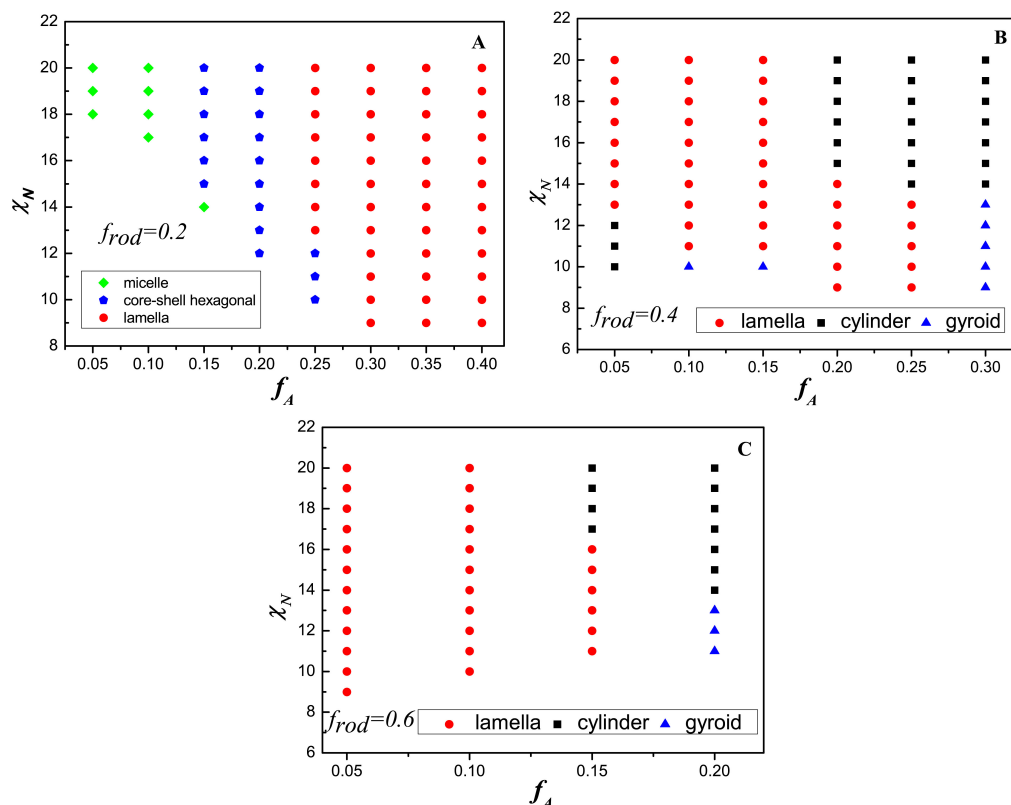 A
22
20
18
16
14
12
10
8
χN
frod=0.2
micelle
core-shell hexagonal
lamella
0.05 0.10 0.15 0.20 0.25 0.30 0.35 0.40
fA
B
22
20
18
16
14
12
10
8
6
χN
frod=0.4
lamella cylinder gyroid
0.05 0.10 0.15 0.20 0.25 0.30
fA
C
22
20
18
16
14
12
10
8
6
χN
frod=0.6
lamella cylinder gyroid
0.05 0.10 0.15 0.20
fA